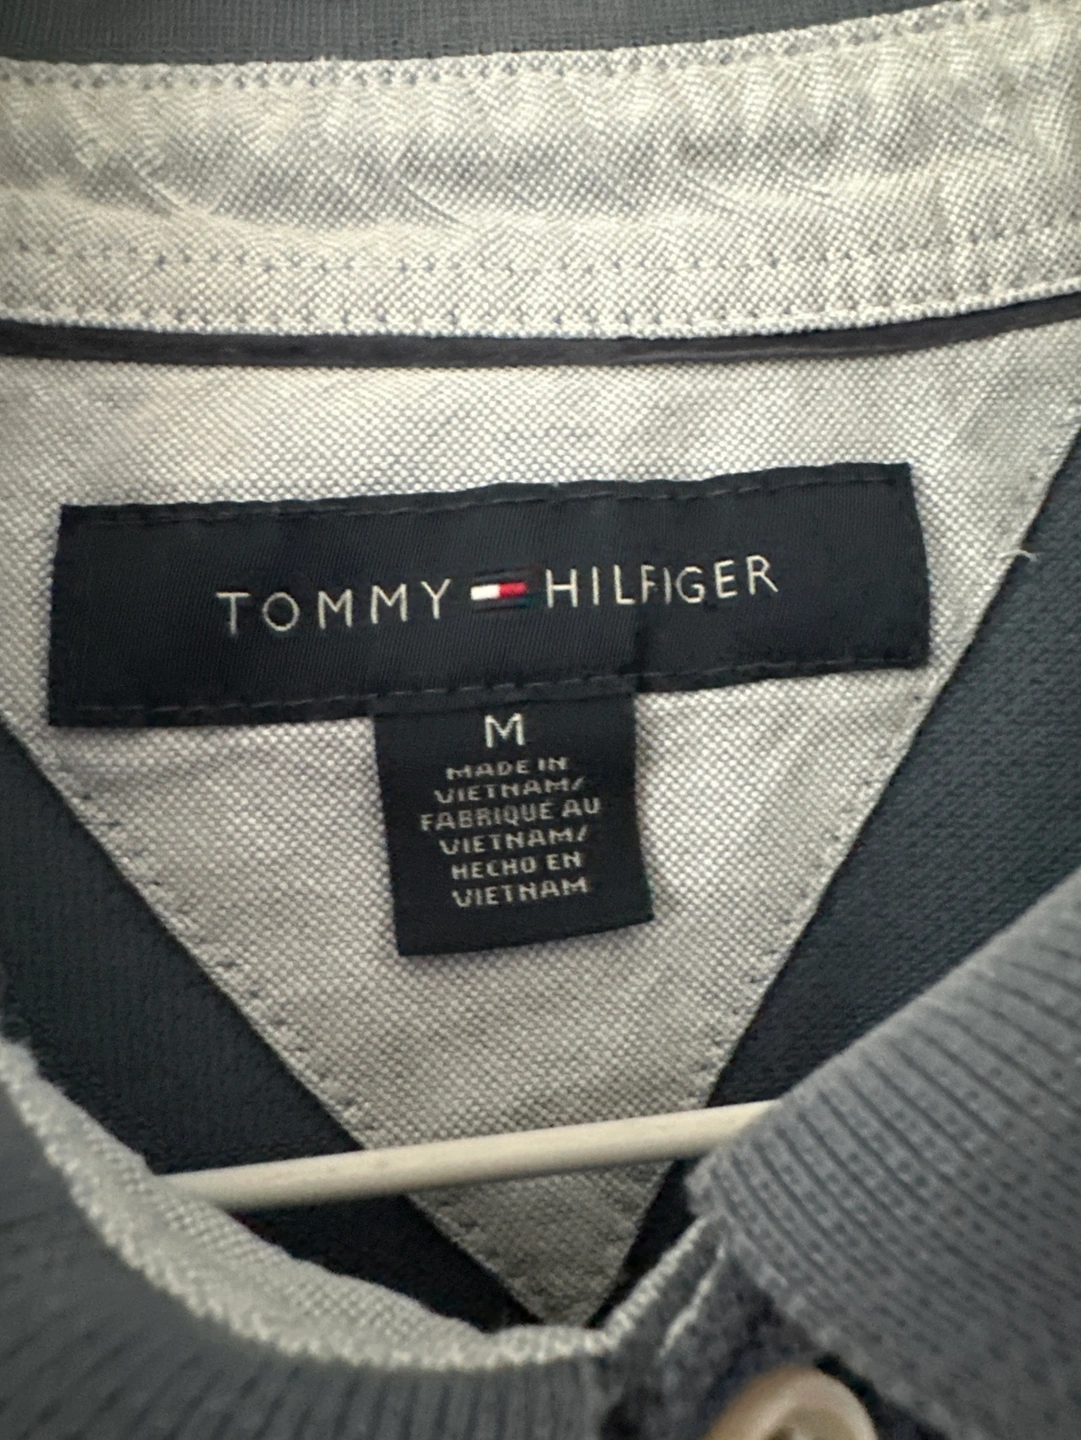 TOMMY HILFIGER
M
MADE IN
VIETNAM/
FABRIQUÉ AU
VIETNAM/
HECHO EN
VIETNAM